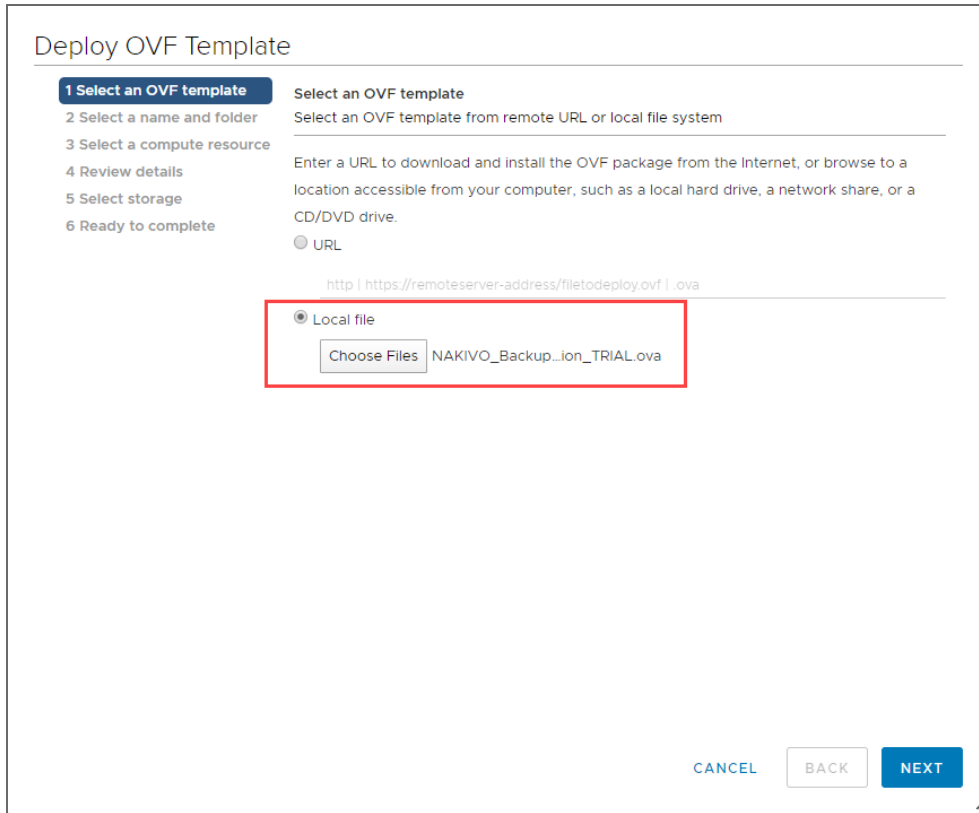 Deploy OVF Template
1 Select an OVF template
2 Select a name and folder
3 Select a compute resource
4 Review details
5 Select storage
6 Ready to complete
Select an OVF template
Select an OVF template from remote URL or local file system
Enter a URL to download and install the OVF package from the Internet, or browse to a
location accessible from your computer, such as a local hard drive, a network share, or a
CD/DVD drive.
URL
http | https://remoteserver-address/filetodeploy.ovf | .ova
Local file
Choose Files NAKIVO_Backup...ion_TRIAL.ova
CANCEL BACK NEXT